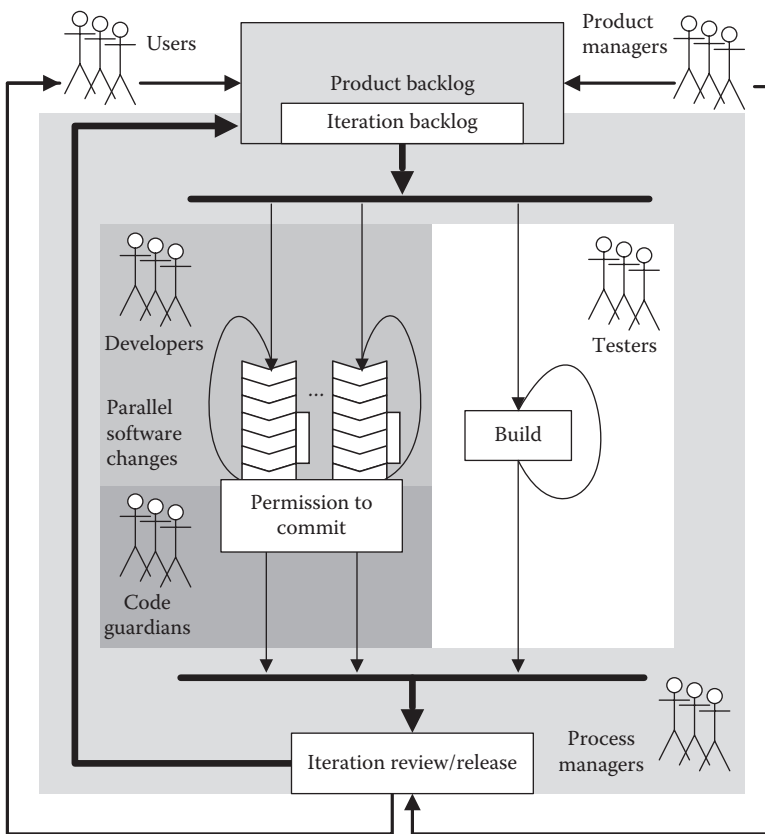 Users
Product
managers
Product backlog
Iteration backlog
Developers
Testers
Parallel
software
changes
...
Build
Permission to
commit
Code
guardians
Process
managers
Iteration review/release